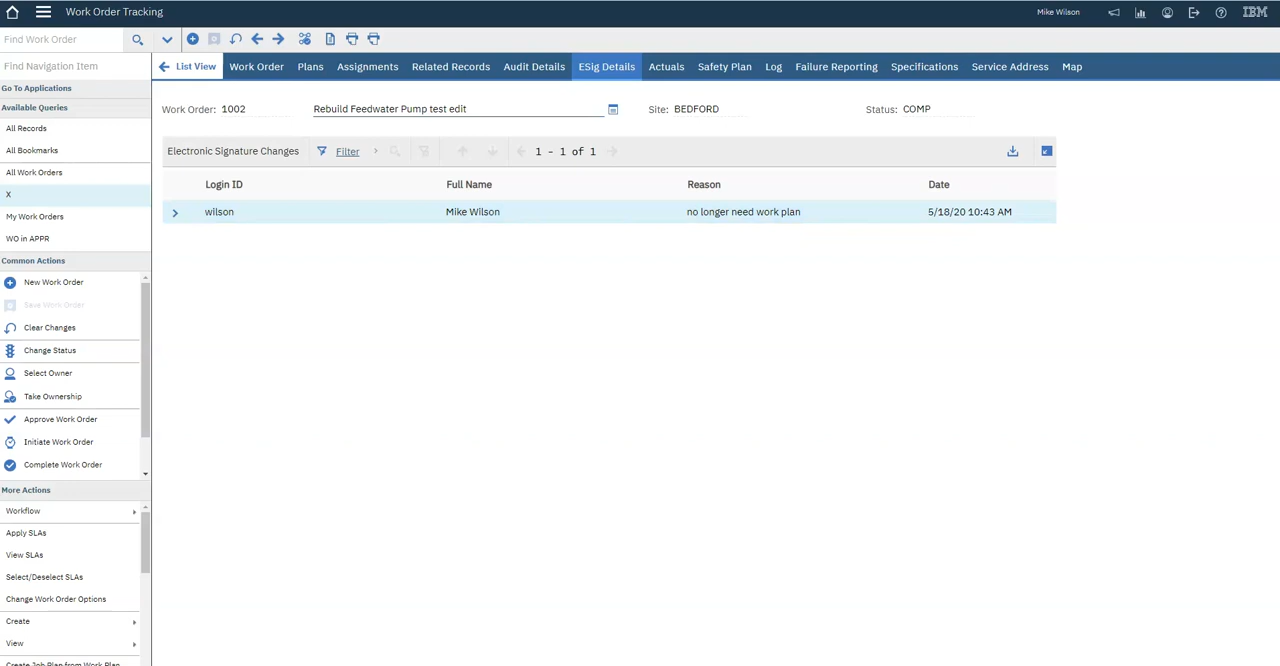 Work Order Tracking
Mike Wilson
IBM
Find Work Order
Find Navigation Item
List View
Work Order
Plans
Assignments
Related Records
Audit Details
ESig Details
Actuals
Safety Plan
Log
Failure Reporting
Specifications
Service Address
Map
Go To Applications
Available Queries
All Records
All Bookmarks
All Work Orders
X
My Work Orders
WO in APPR
Common Actions
New Work Order
Save Work Order
Clear Changes
Change Status
Select Owner
Take Ownership
Approve Work Order
Initiate Work Order
Complete Work Order
More Actions
Workflow
Apply SLAs
View SLAs
Select/Deselect SLAs
Change Work Order Options
Create
View
Create Job Plan from Work Plan
Work Order: 1002 Rebuild Feedwater Pump test edit Site: BEDFORD Status: COMP
Electronic Signature Changes Filter 1 - 1 of 1
Login ID Full Name Reason Date
wilson Mike Wilson no longer need work plan 5/18/20 10:43 AM